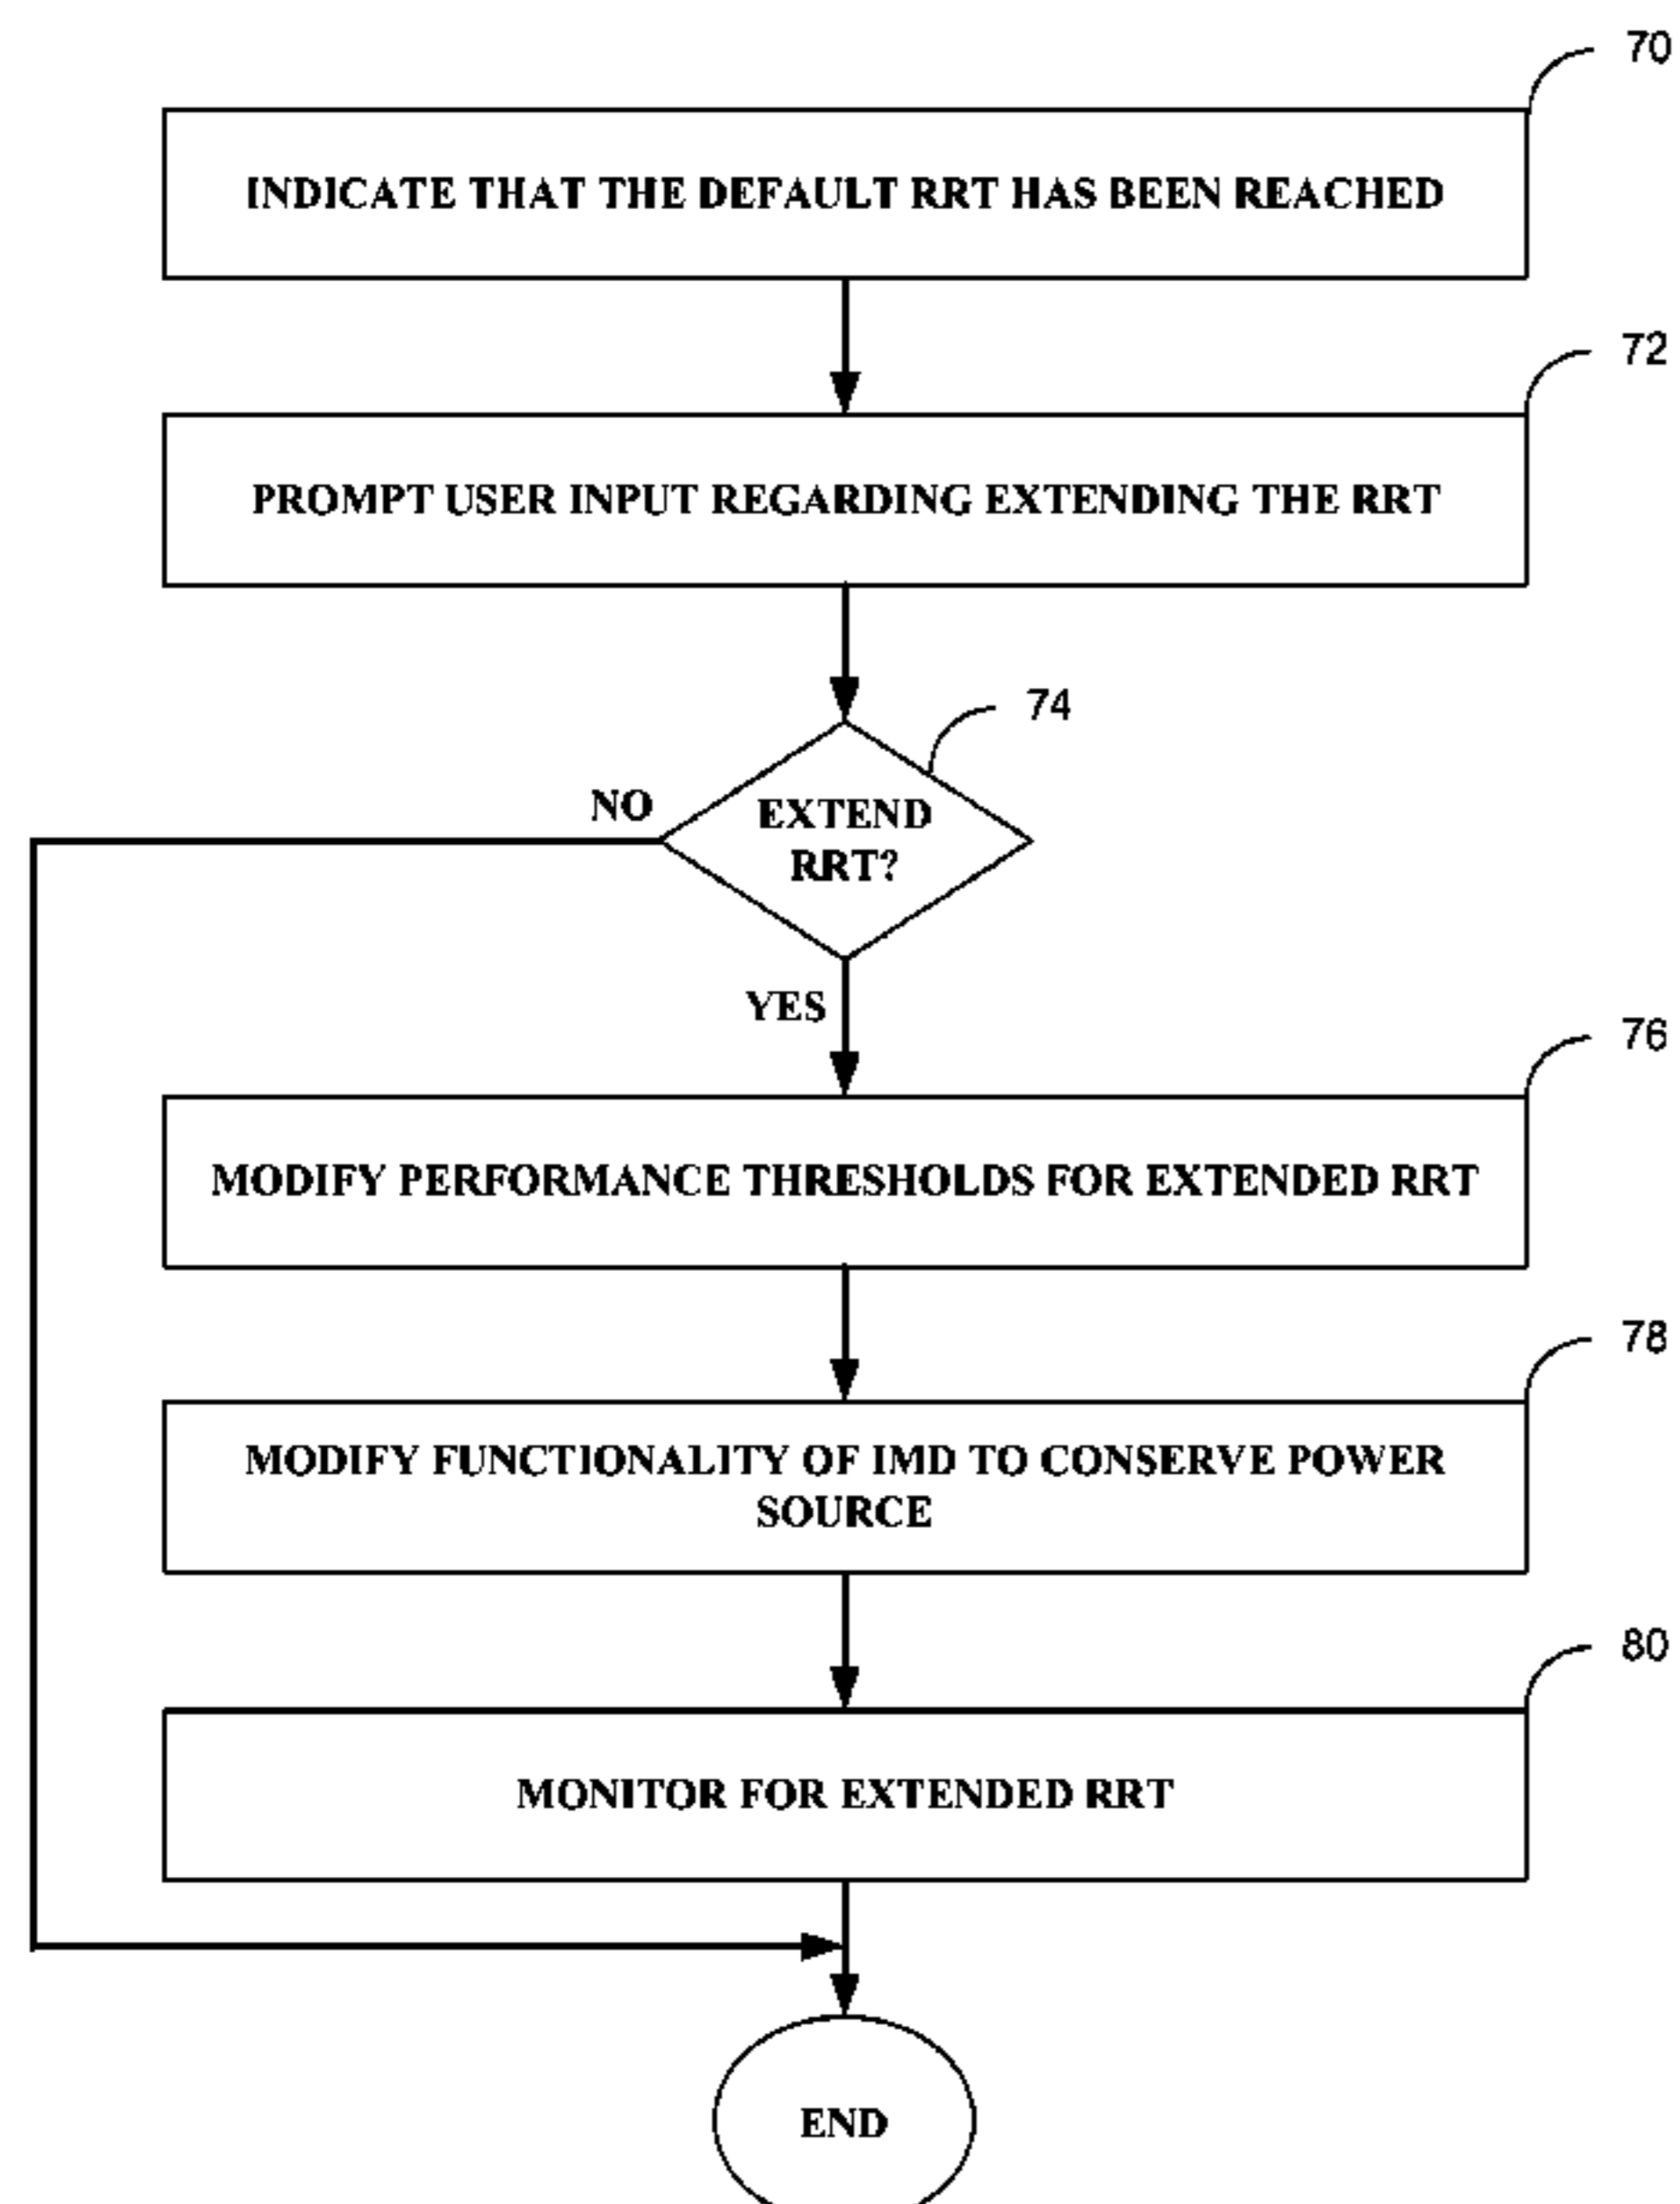 70
INDICATE THAT THE DEFAULT RRT HAS BEEN REACHED
72
PROMPT USER INPUT REGARDING EXTENDING THE RRT
74
NO
EXTEND
RRT?
YES
76
MODIFY PERFORMANCE THRESHOLDS FOR EXTENDED RRT
78
MODIFY FUNCTIONALITY OF IMD TO CONSERVE POWER
SOURCE
80
MONITOR FOR EXTENDED RRT
END